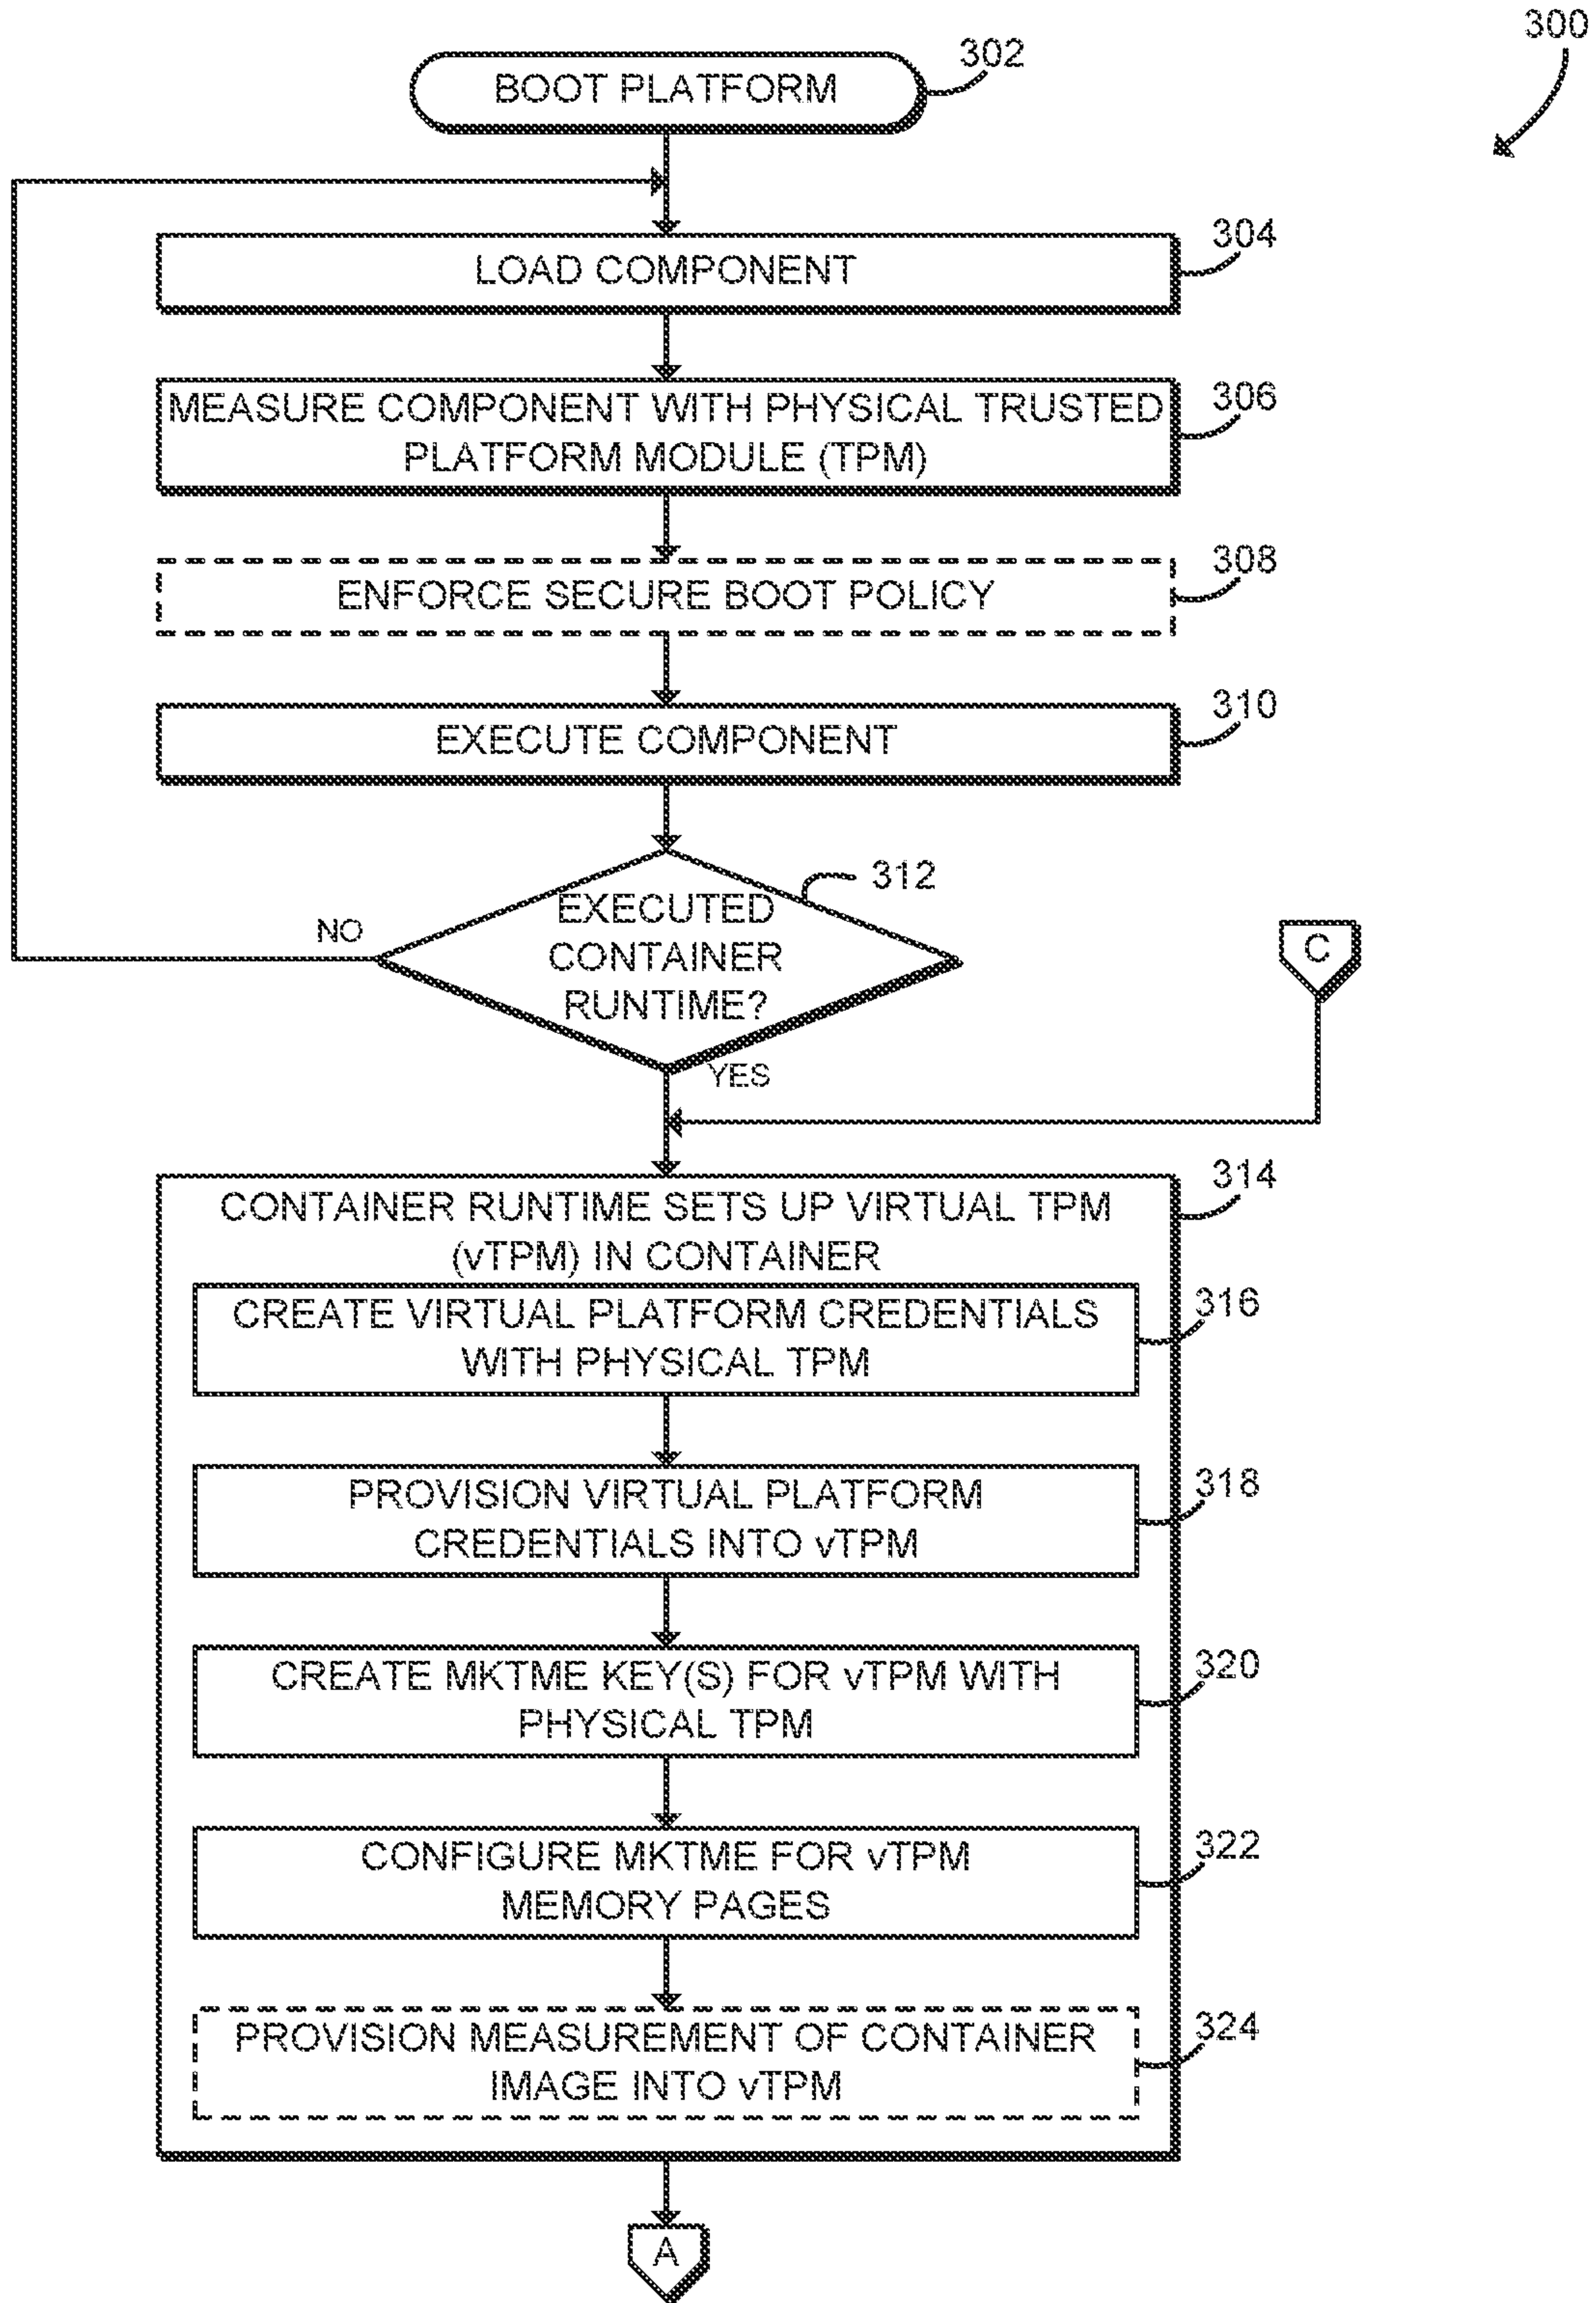 300
BOOT PLATFORM
302
LOAD COMPONENT
304
MEASURE COMPONENT WITH PHYSICAL TRUSTED
PLATFORM MODULE (TPM)
306
ENFORCE SECURE BOOT POLICY
308
EXECUTE COMPONENT
310
EXECUTED
CONTAINER
RUNTIME?
312
NO
YES
C
CONTAINER RUNTIME SETS UP VIRTUAL TPM
(vTPM) IN CONTAINER
314
CREATE VIRTUAL PLATFORM CREDENTIALS
WITH PHYSICAL TPM
316
PROVISION VIRTUAL PLATFORM
CREDENTIALS INTO vTPM
318
CREATE MKTME KEY(S) FOR vTPM WITH
PHYSICAL TPM
320
CONFIGURE MKTME FOR vTPM
MEMORY PAGES
322
PROVISION MEASUREMENT OF CONTAINER
IMAGE INTO vTPM
324
A